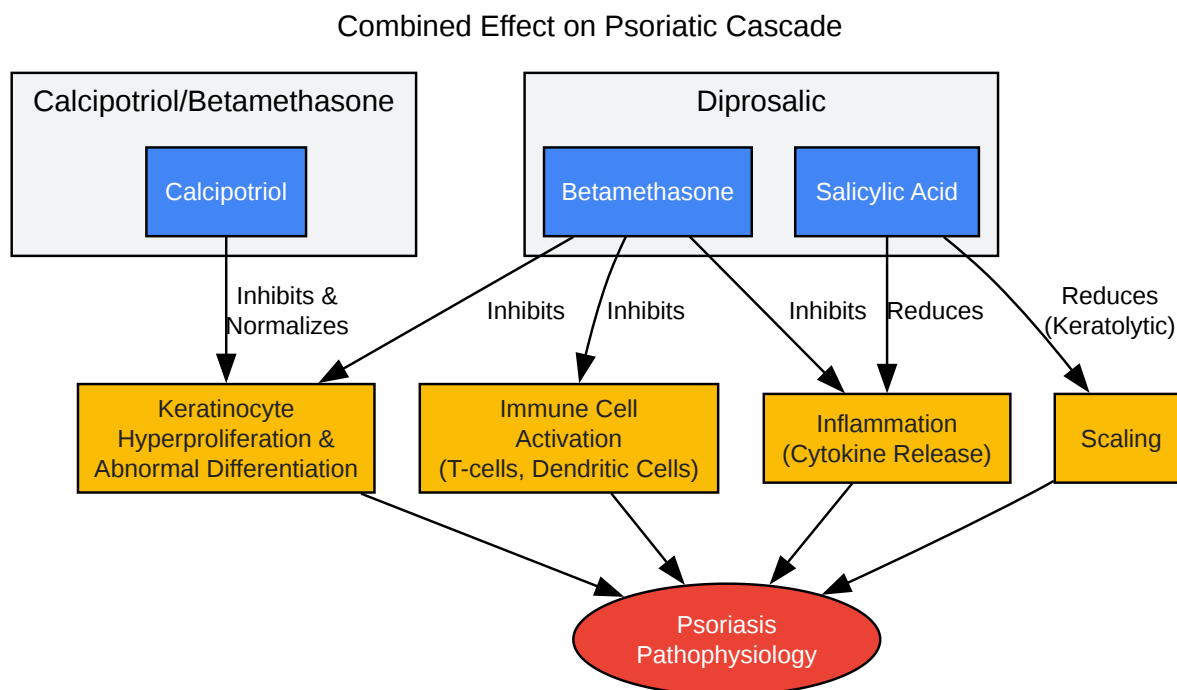 Combined Effect on Psoriatic Cascade
Calcipotriol/Betamethasone
Diprosalic
Calcipotriol
Betamethasone
Salicylic Acid
Inhibits &
Normalizes
Inhibits
Inhibits
Inhibits
Reduces
Reduces
(Keratolytic)
Keratinocyte
Hyperproliferation &
Abnormal Differentiation
Immune Cell
Activation
(T-cells, Dendritic Cells)
Inflammation
(Cytokine Release)
Scaling
Psoriasis
Pathophysiology